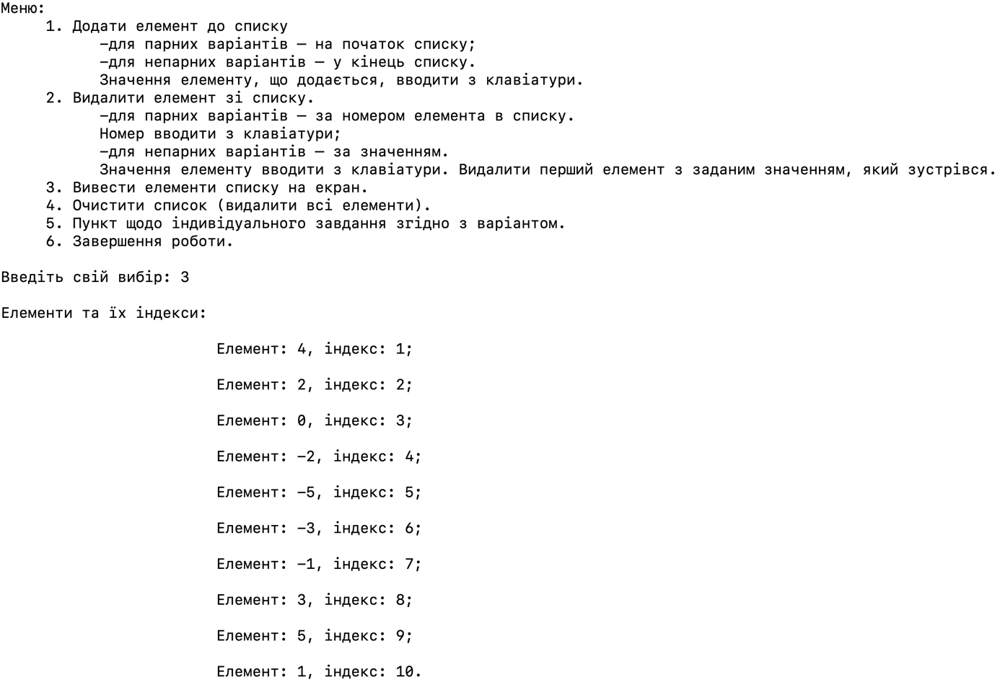 Меню:
1. Додати елемент до списку
–для парних варіантів – на початок списку;
–для непарних варіантів – у кінець списку.
Значення елементу, що додається, вводити з клавіатури.
2. Видалити елемент зі списку.
–для парних варіантів – за номером елемента в списку.
Номер вводити з клавіатури;
–для непарних варіантів – за значенням.
Значення елементу вводити з клавіатури. Видалити перший елемент з заданим значенням, який зустрівся.
3. Вивести елементи списку на екран.
4. Очистити список (видалити всі елементи).
5. Пункт щодо індивідуального завдання згідно з варіантом.
6. Завершення роботи.
Введіть свій вибір: 3
Елементи та їх індекси:
Елемент: 4, індекс: 1;
Елемент: 2, індекс: 2;
Елемент: 0, індекс: 3;
Елемент: –2, індекс: 4;
Елемент: –5, індекс: 5;
Елемент: –3, індекс: 6;
Елемент: –1, індекс: 7;
Елемент: 3, індекс: 8;
Елемент: 5, індекс: 9;
Елемент: 1, індекс: 10.